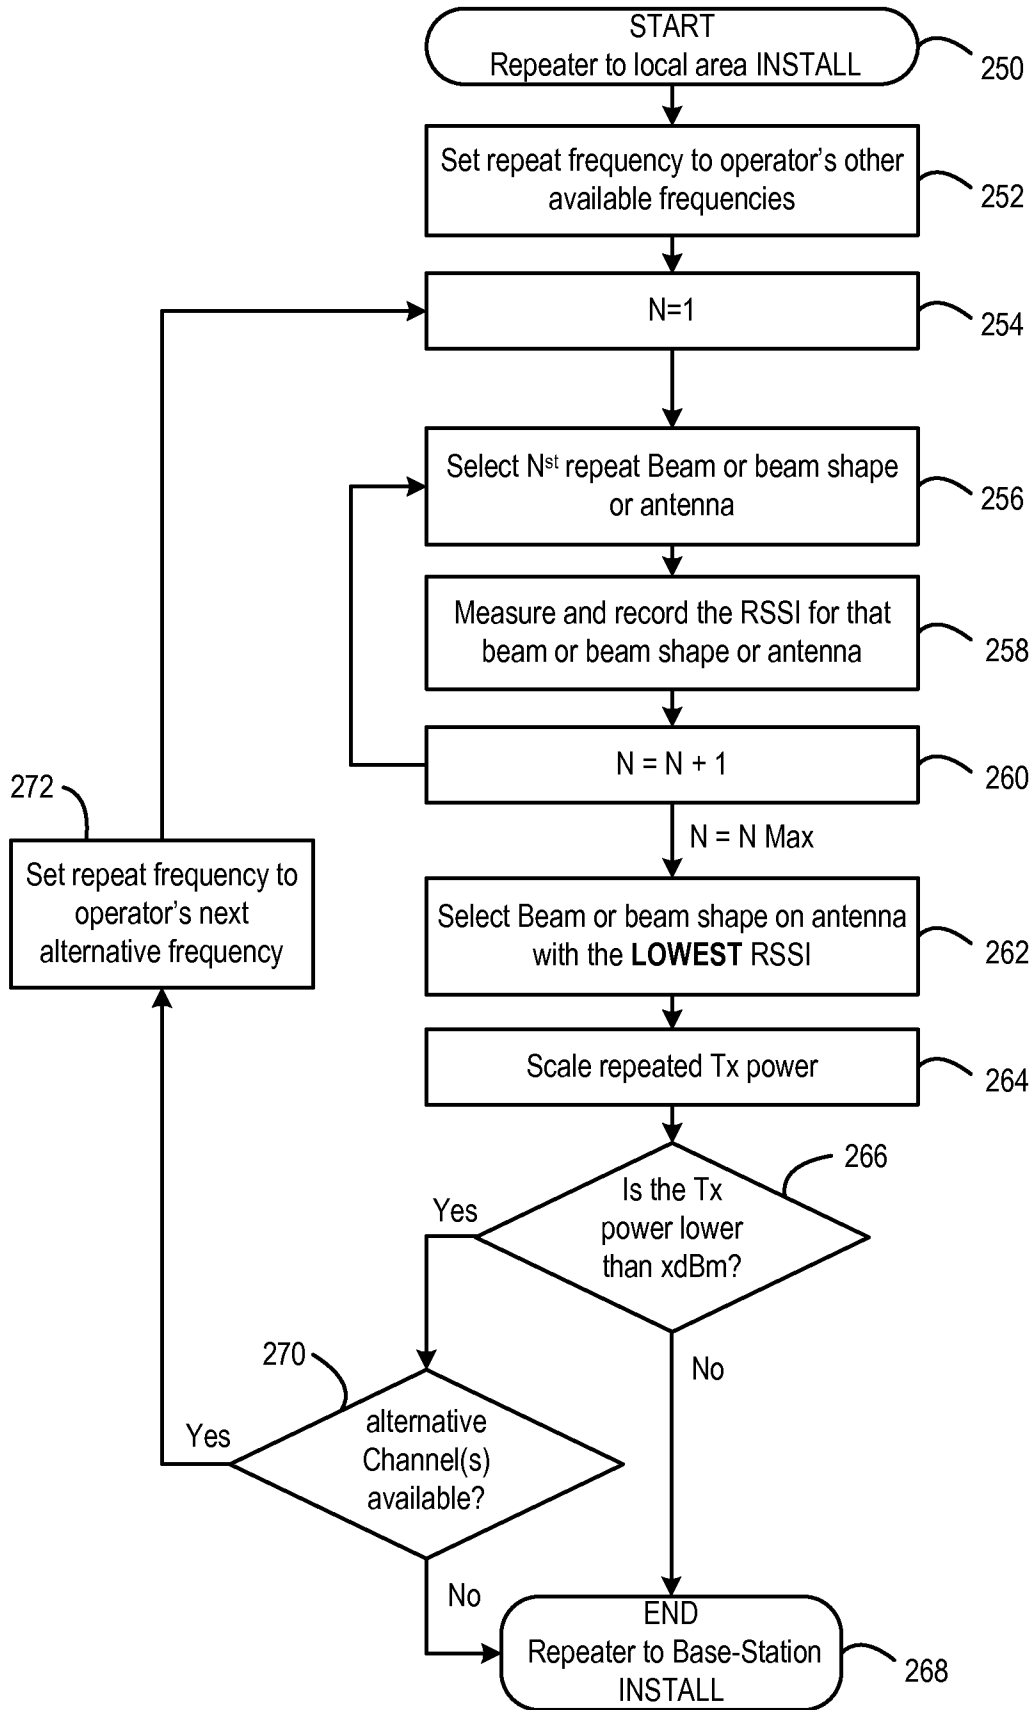 START
Repeater to local area INSTALL
250
Set repeat frequency to operator's other
available frequencies
252
N=1
254
Select Nst repeat Beam or beam shape
or antenna
256
Measure and record the RSSI for that
beam or beam shape or antenna
258
N = N + 1
260
272
N = N Max
Set repeat frequency to
operator's next
alternative frequency
Select Beam or beam shape on antenna
with the LOWEST RSSI
262
Scale repeated Tx power
264
266
Is the Tx
power lower
than xdBm?
Yes
No
270
alternative
Channel(s)
available?
Yes
No
END
Repeater to Base-Station
INSTALL
268